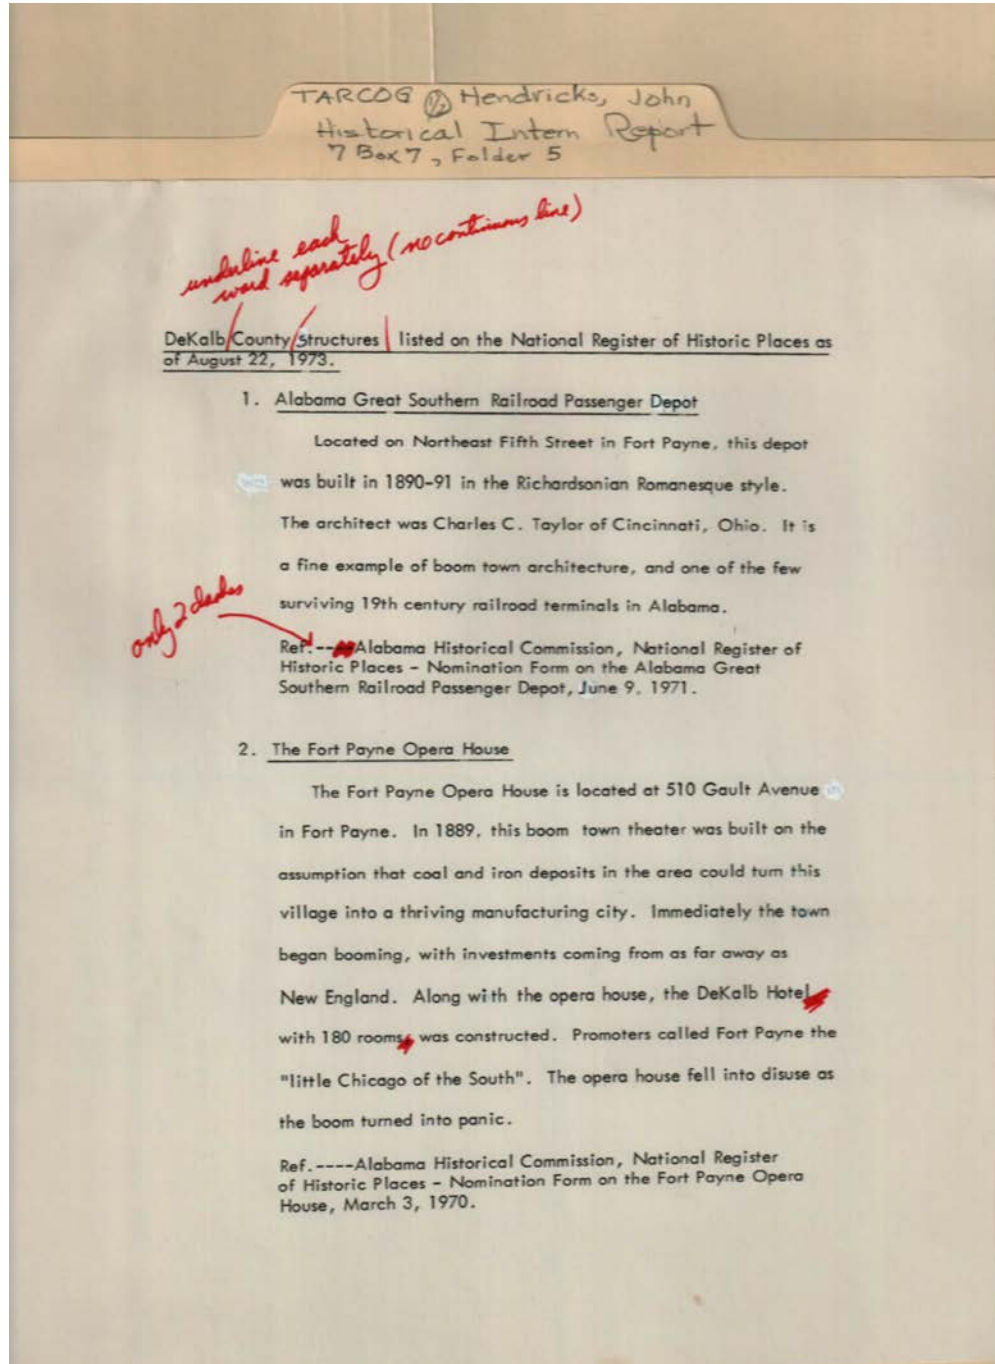 TARCOG 1/2 Hendricks, John
Historical Intern Report
7 Box 7, Folder 5
underline each
word separately (no continuous line)
DeKalb/County/Structures | listed on the National Register of Historic Places as
of August 22, 1973.
1. Alabama Great Southern Railroad Passenger Depot
Located on Northeast Fifth Street in Fort Payne, this depot
was built in 1890-91 in the Richardsonian Romanesque style.
The architect was Charles C. Taylor of Cincinnati, Ohio. It is
a fine example of boom town architecture, and one of the few
surviving 19th century railroad terminals in Alabama.
only 2 dashes
Ref.--Alabama Historical Commission, National Register of
Historic Places - Nomination Form on the Alabama Great
Southern Railroad Passenger Depot, June 9, 1971.
2. The Fort Payne Opera House
The Fort Payne Opera House is located at 510 Gault Avenue
in Fort Payne. In 1889, this boom town theater was built on the
assumption that coal and iron deposits in the area could turn this
village into a thriving manufacturing city. Immediately the town
began booming, with investments coming from as far away as
New England. Along with the opera house, the DeKalb Hotel
with 180 rooms, was constructed. Promoters called Fort Payne the
"little Chicago of the South". The opera house fell into disuse as
the boom turned into panic.
Ref.----Alabama Historical Commission, National Register
of Historic Places - Nomination Form on the Fort Payne Opera
House, March 3, 1970.